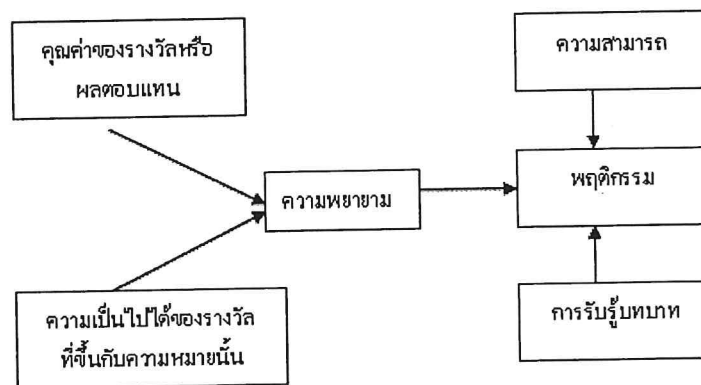 คุณค่าของรางวัลหรือ
ผลตอบแทน
ความสามารถ
พฤติกรรม
ความพยายาม
ความเป็นไปได้ของรางวัล
ที่ขึ้นกับความหมายนั้น
การรับรู้บทบาท